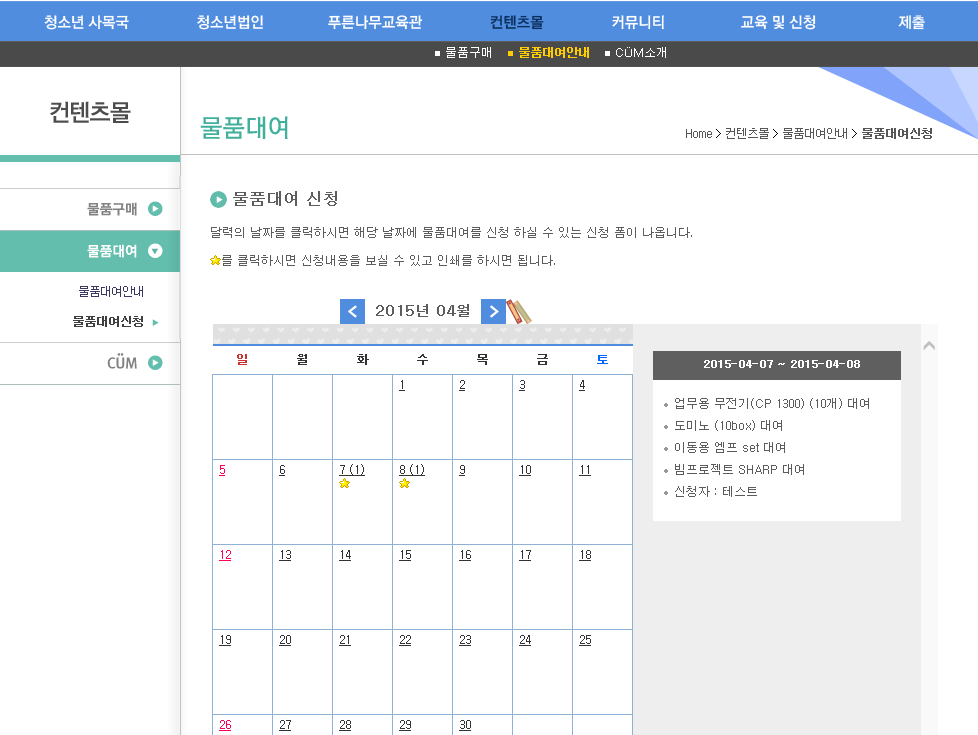 청소년 사목국 청소년법인 푸른나무교육관 컨텐츠몰 커뮤니티 교육 및 신청 제출
물품구매 물품대여안내 CÜM소개
컨텐츠몰
물품대여
Home > 컨텐츠몰 > 물품대여안내 > 물품대여신청
물품구매
물품대여
물품대여안내
물품대여신청
CÜM
물품대여 신청
달력의 날짜를 클릭하시면 해당 날짜에 물품대여를 신청 하실 수 있는 신청 폼이 나옵니다.
를 클릭하시면 신청내용을 보실 수 있고 인쇄를 하시면 됩니다.
< 2015년 04월 >
일 월 화 수 목 금 토
1 2 3 4
5 6 7 (1) 8 (1) 9 10 11
12 13 14 15 16 17 18
19 20 21 22 23 24 25
26 27 28 29 30
2015-04-07 ~ 2015-04-08
업무용 무전기(CP 1300) (10개) 대여
도미노 (10box) 대여
이동용 엠프 set 대여
빔프로젝트 SHARP 대여
신청자 : 테스트